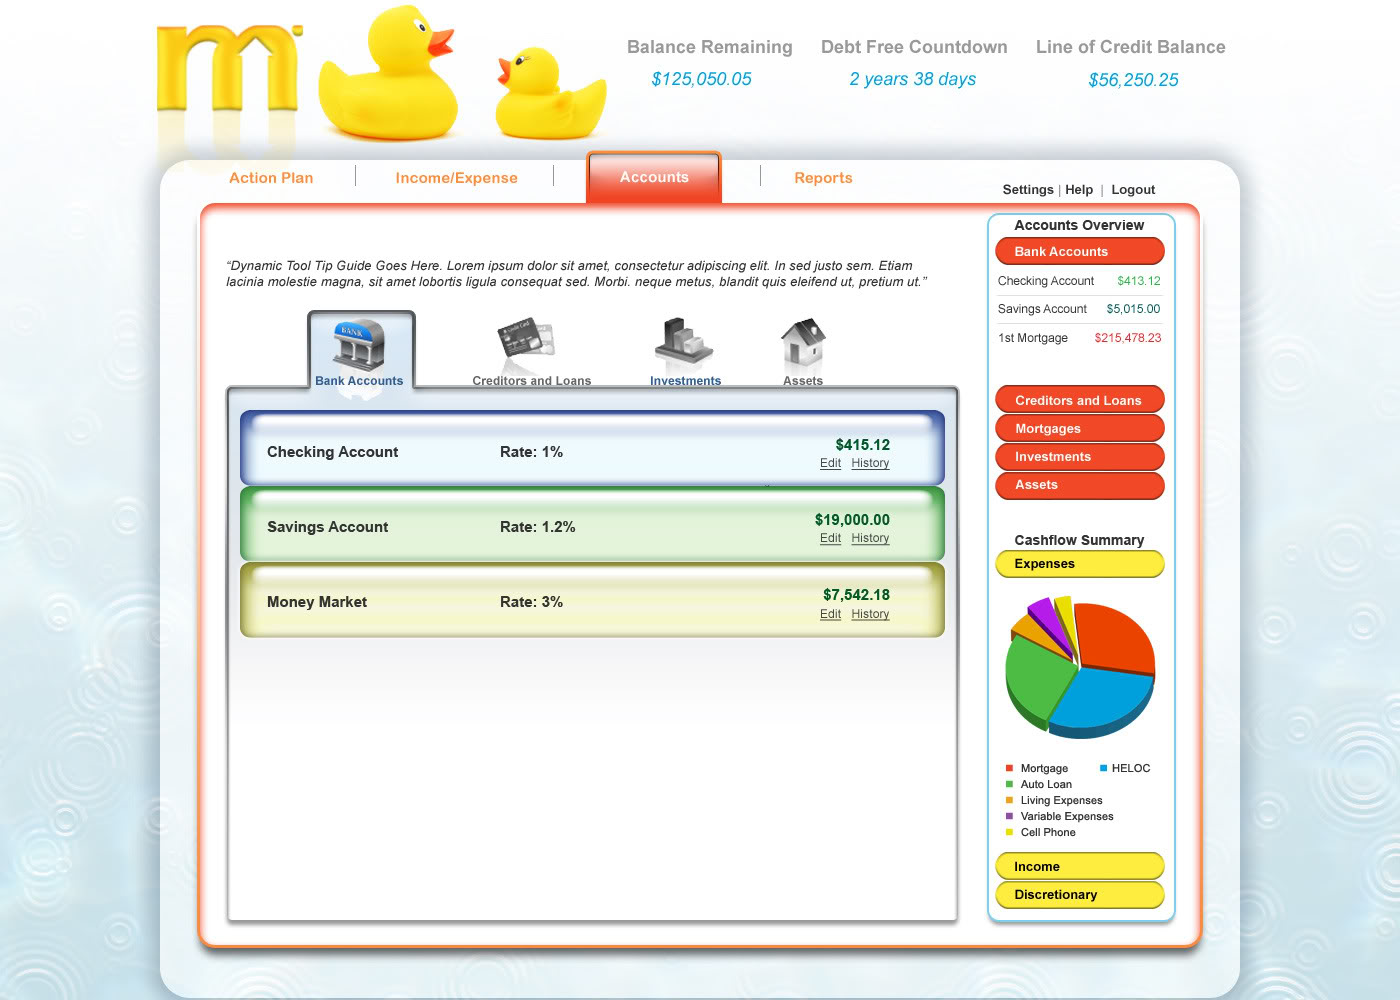 m
Balance Remaining Debt Free Countdown Line of Credit Balance
$125,050.05 2 years 38 days $56,250.25
Action Plan Income/Expense Accounts Reports
Settings | Help | Logout
“Dynamic Tool Tip Guide Goes Here. Lorem ipsum dolor sit amet, consectetur adipiscing elit. In sed justo sem. Etiam
lacinia molestie magna, sit amet lobortis ligula consequat sed. Morbi. neque metus, blandit quis eleifend ut, pretium ut.”
BANK
Credit Card
Bank Accounts Creditors and Loans Investments Assets
Checking Account Rate: 1% $415.12
Edit History
Savings Account Rate: 1.2% $19,000.00
Edit History
Money Market Rate: 3% $7,542.18
Edit History
Accounts Overview
Bank Accounts
Checking Account $413.12
Savings Account $5,015.00
1st Mortgage $215,478.23
Creditors and Loans
Mortgages
Investments
Assets
Cashflow Summary
Expenses
Mortgage HELOC
Auto Loan
Living Expenses
Variable Expenses
Cell Phone
Income
Discretionary